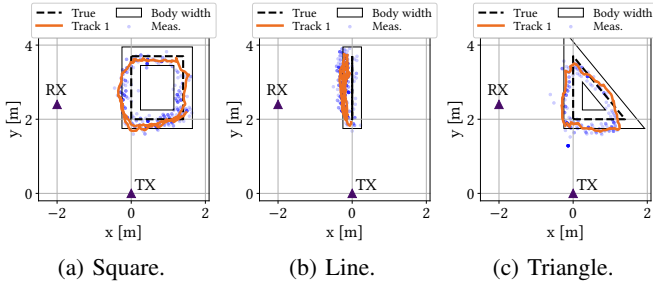 True Body width
Track 1 Meas.
4
RX
2
TX
0
−2 0 2
y [m]
x [m]
(a) Square.
True Body width
Track 1 Meas.
4
RX
2
TX
0
−2 0 2
y [m]
x [m]
(b) Line.
True Body width
Track 1 Meas.
4
RX
2
TX
0
−2 0 2
y [m]
x [m]
(c) Triangle.